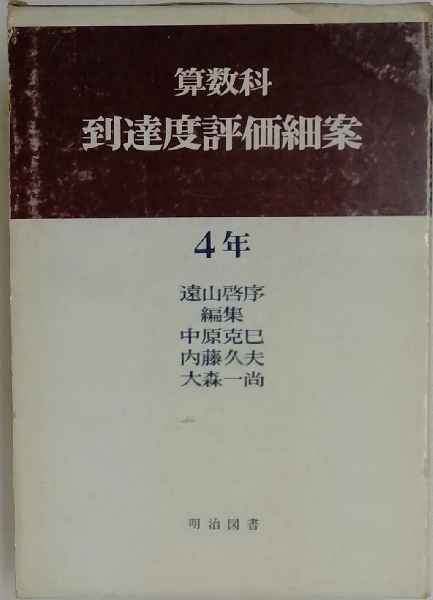 算数科
到達度評価細案
4年
遠山啓序
編集
中原克巳
内藤久夫
大森一尚
明治図書